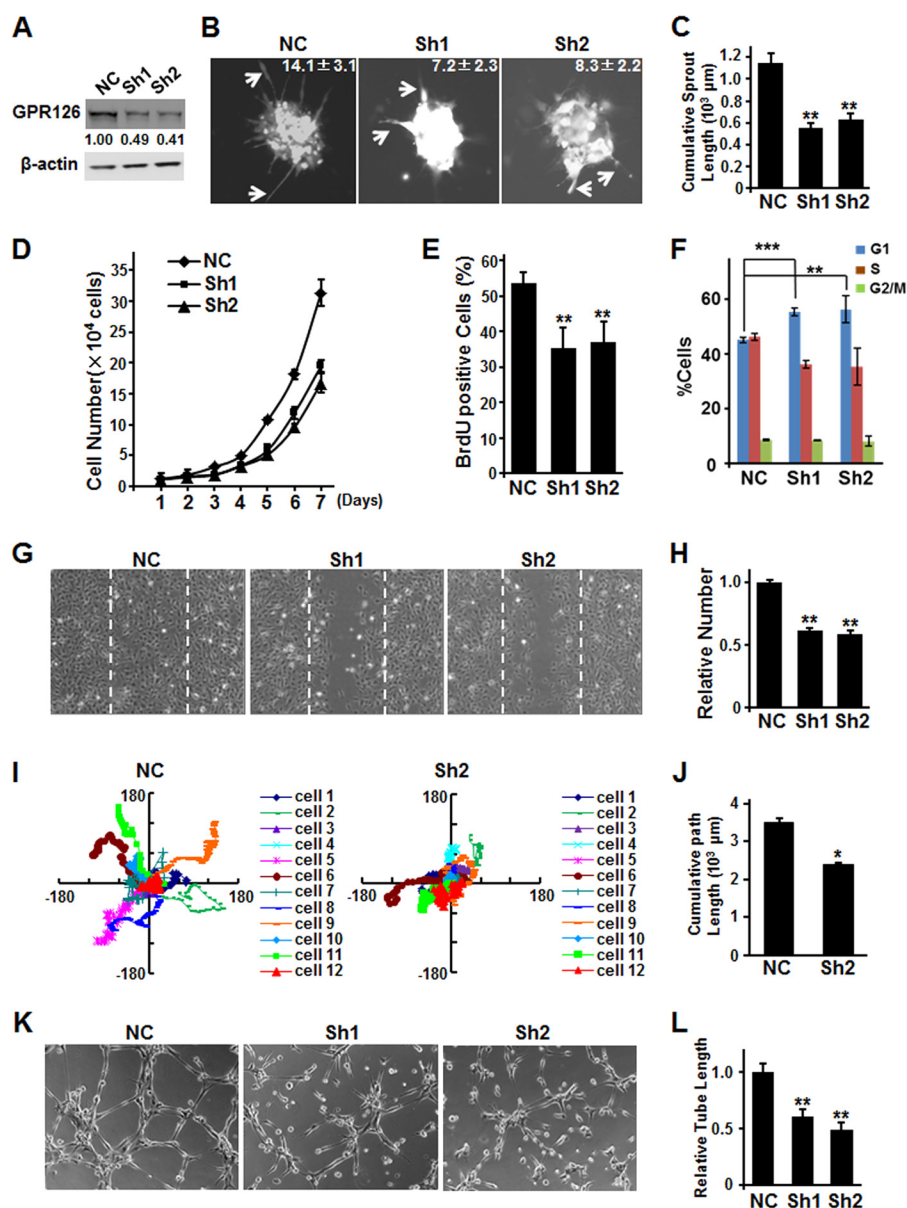 A
NC Sh1 Sh2
GPR126
1.00 0.49 0.41
β-actin
B
NC Sh1 Sh2
14.1±3.1 7.2±2.3 8.3±2.2
C
Cumulative Sprout
Length (10³ μm)
1.2
1.0
0.8
0.6
0.4
0.2
0
** **
NC Sh1 Sh2
D
Cell Number(×10⁴ cells)
35
30
25
20
15
10
5
0
NC
Sh1
Sh2
1 2 3 4 5 6 7 (Days)
E
BrdU positive Cells (%)
60
50
40
30
20
10
0
** **
NC Sh1 Sh2
F
G1
S
G2/M
***
**
%Cells
60
40
20
0
NC Sh1 Sh2
G
NC Sh1 Sh2
H
Relative Number
1.0
0.5
0
** **
NC Sh1 Sh2
I
NC
180
-180
180
-180
cell 1
cell 2
cell 3
cell 4
cell 5
cell 6
cell 7
cell 8
cell 9
cell 10
cell 11
cell 12
Sh2
180
-180
180
-180
cell 1
cell 2
cell 3
cell 4
cell 5
cell 6
cell 7
cell 8
cell 9
cell 10
cell 11
cell 12
J
Cumulative path
Length (10³ μm)
4
3
2
1
0
*
NC Sh2
K
NC Sh1 Sh2
L
Relative Tube Length
1.0
0.5
0
** **
NC Sh1 Sh2